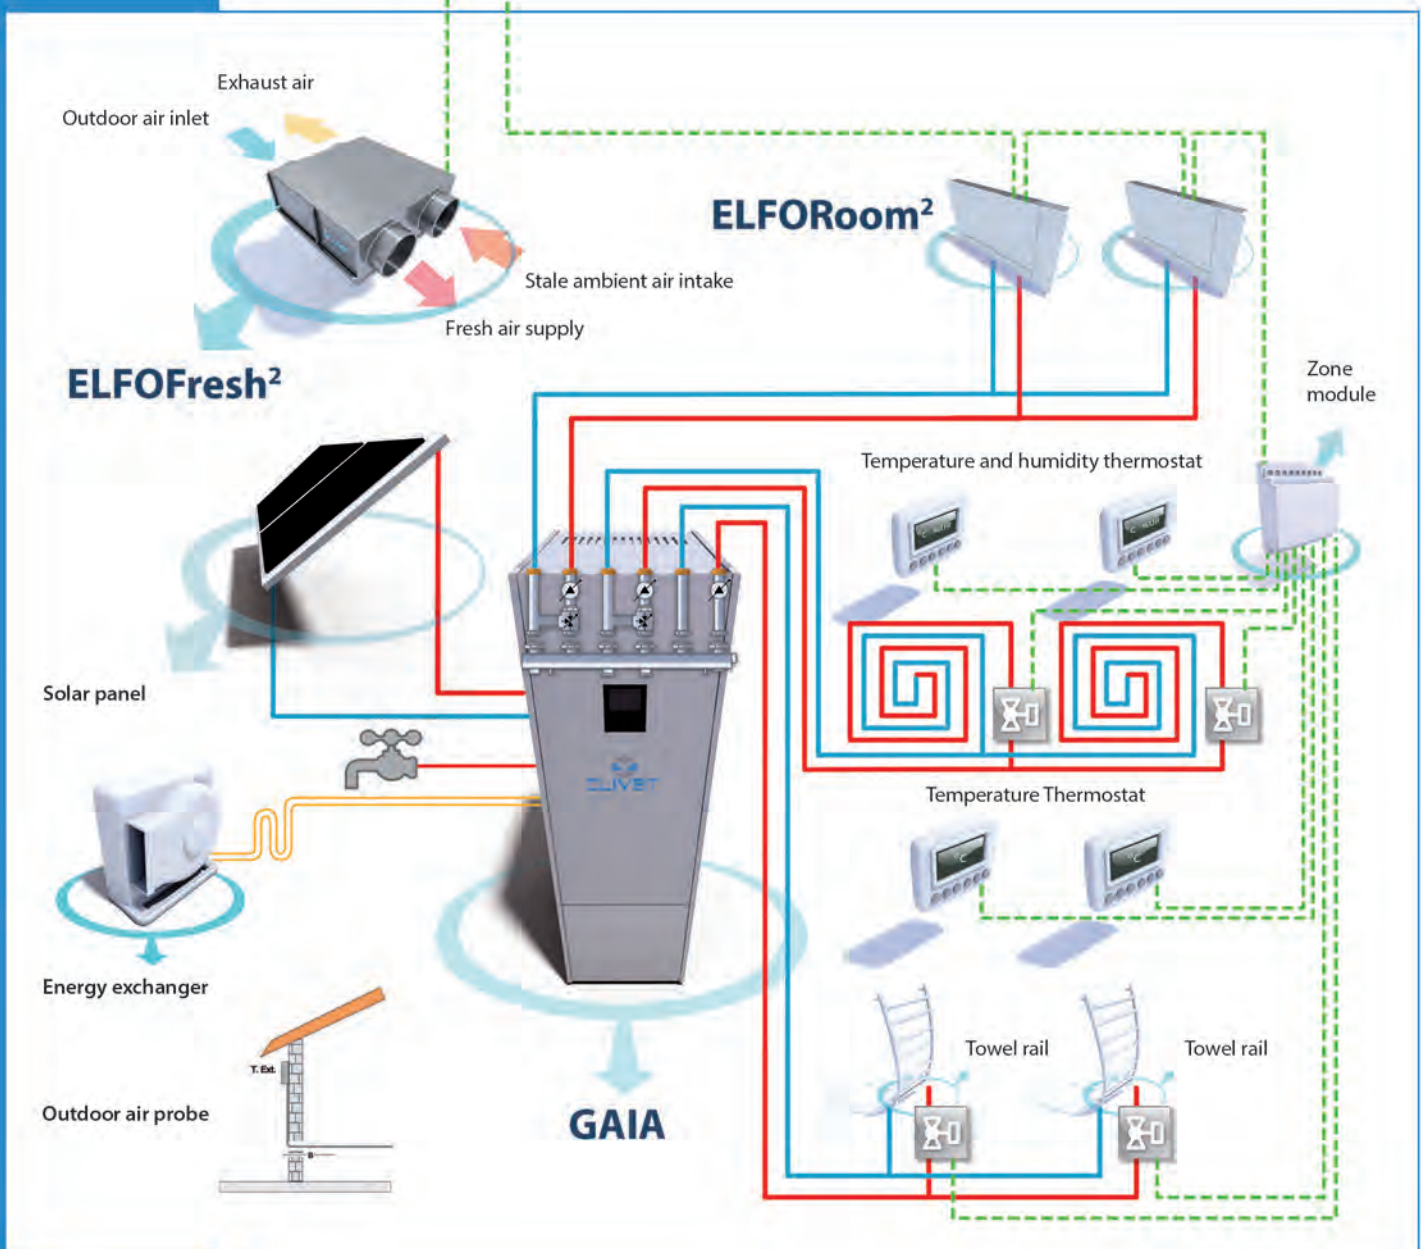 Exhaust air
Outdoor air inlet
ELFORoom²
Stale ambient air intake
Fresh air supply
ELFOFresh²
Zone
module
Temperature and humidity thermostat
Solar panel
CLIVET
Temperature Thermostat
°C
°C
Energy exchanger
Towel rail
Towel rail
T. Ext.
Outdoor air probe
GAIA